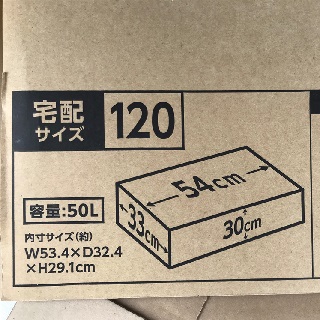 宅配
サイズ
120
容量:50L
内寸サイズ(約)
W53.4×D32.4
×H29.1cm
54cm
33cm
30cm